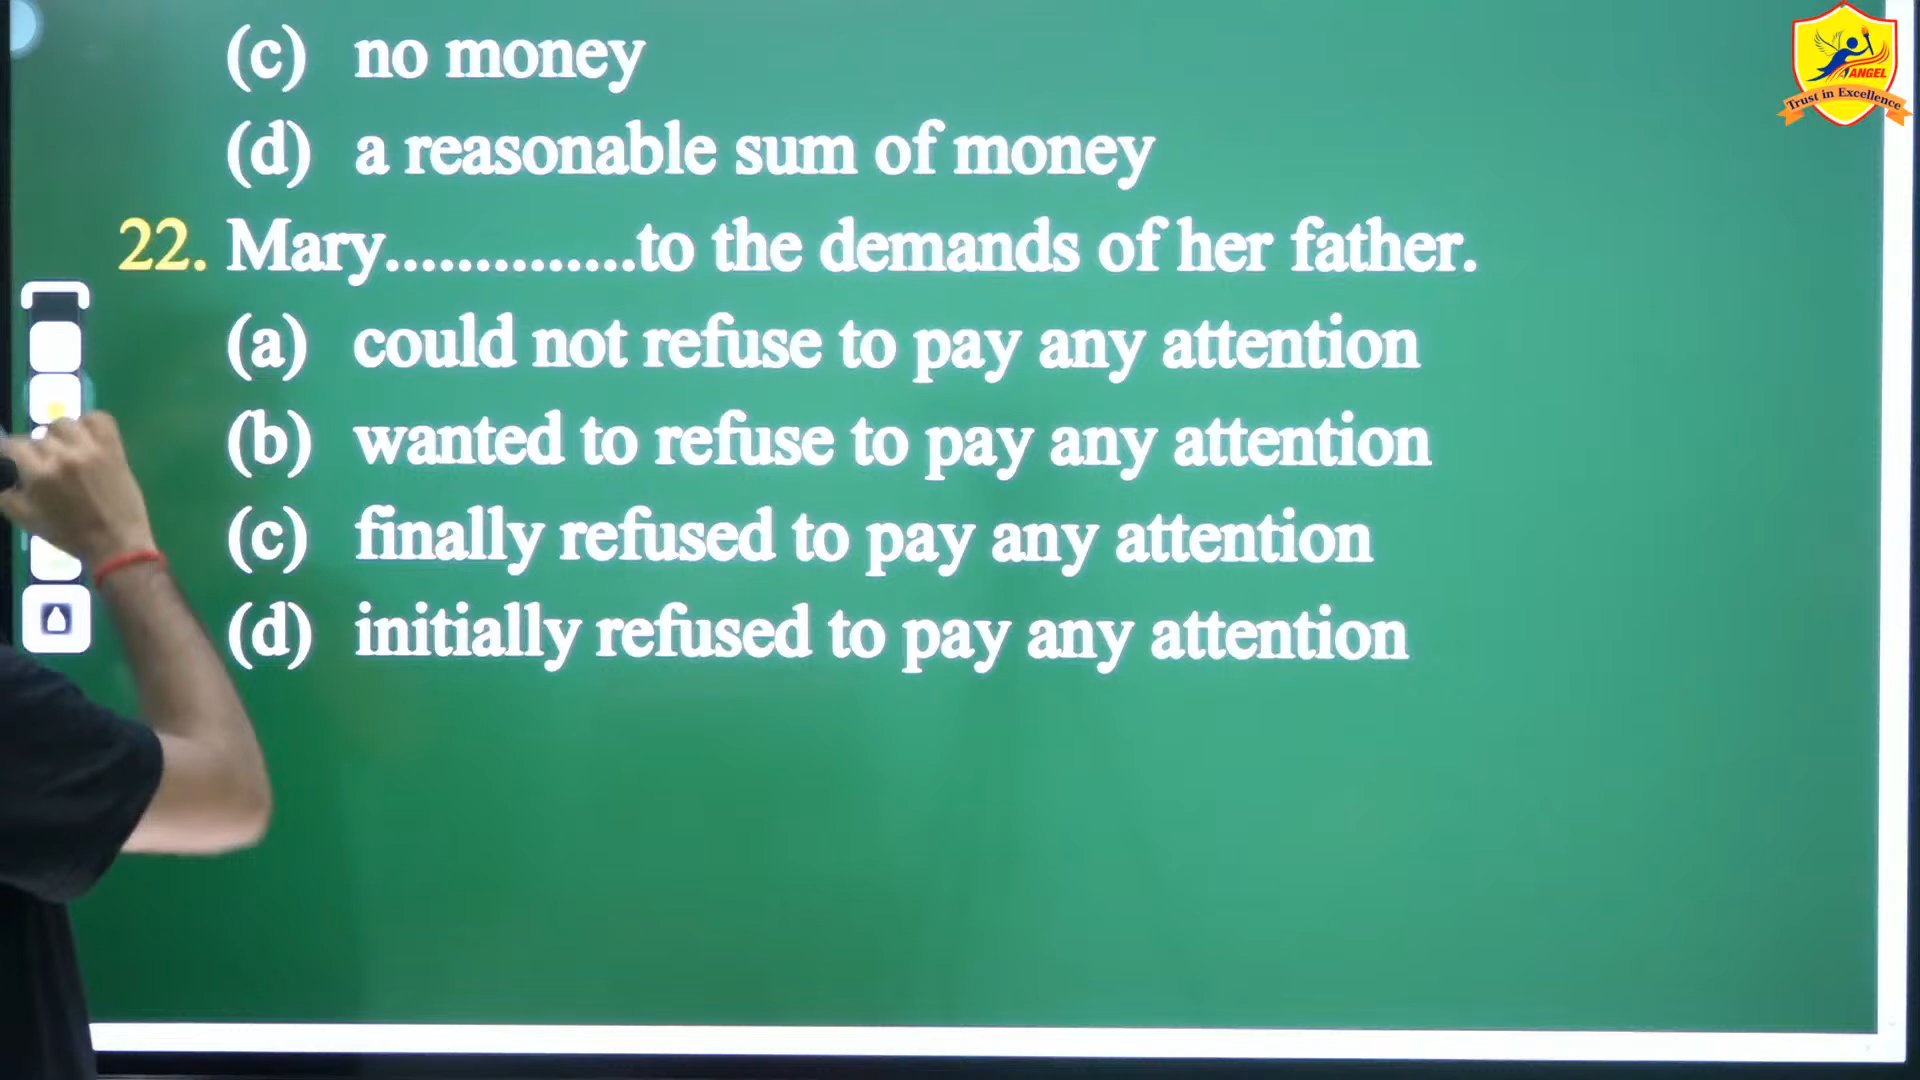 (c) no money
(d) a reasonable sum of money
22. Mary..............to the demands of her father.
(a) could not refuse to pay any attention
(b) wanted to refuse to pay any attention
(c) finally refused to pay any attention
(d) initially refused to pay any attention
ANGEL
Trust in Excellence